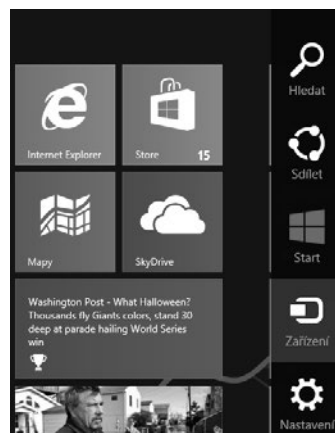 Internet Explorer
Store 15
Mapy
SkyDrive
Washington Post - What Halloween?
Thousands fly Giants colors, stand 30
deep at parade hailing World Series
win
Hledat
Sdílet
Start
Zařízení
Nastavení